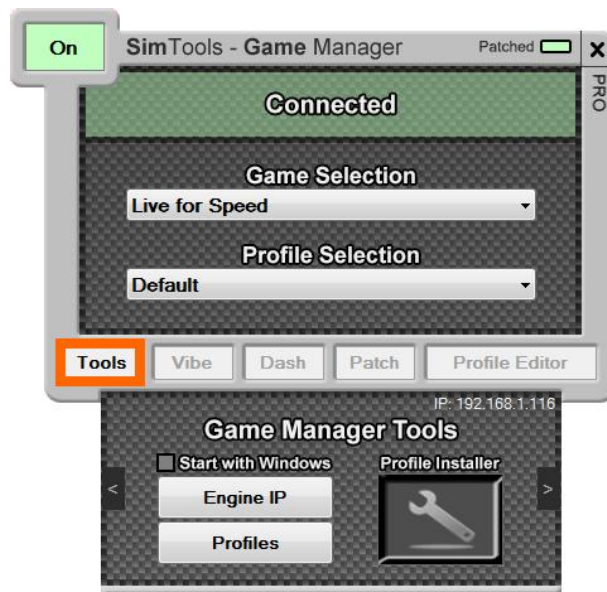 On
SimTools - Game Manager
Patched
X
PRO
Connected
Game Selection
Live for Speed
Profile Selection
Default
Tools Vibe Dash Patch Profile Editor
IP: 192.168.1.116
Game Manager Tools
Start with Windows Profile Installer
< Engine IP >
Profiles